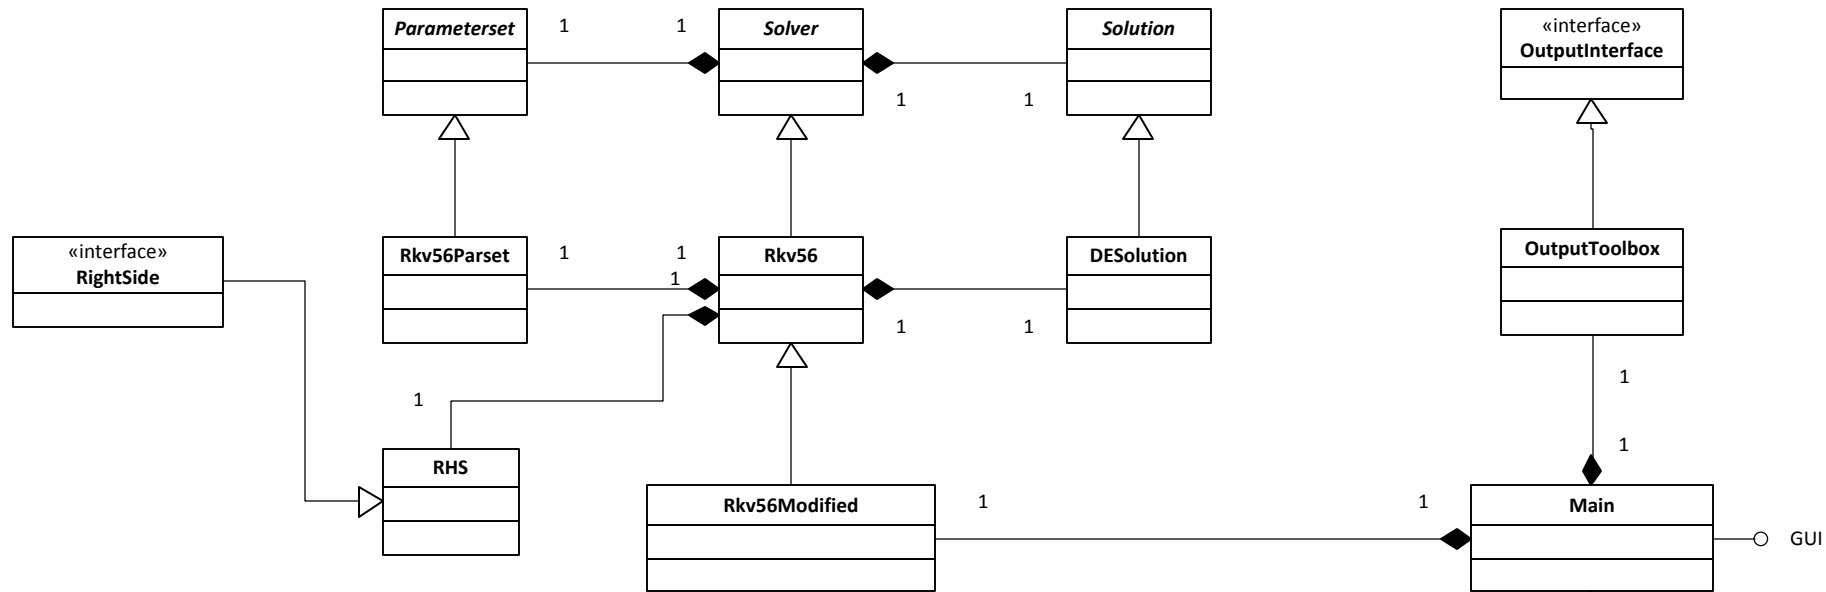 Parameterset
1
1
Solver
Solution
«interface»
OutputInterface
1
1
«interface»
RightSide
Rkv56Parset
1
1
1
Rkv56
DESolution
OutputToolbox
1
1
1
1
1
RHS
Rkv56Modified
1
1
Main
GUI